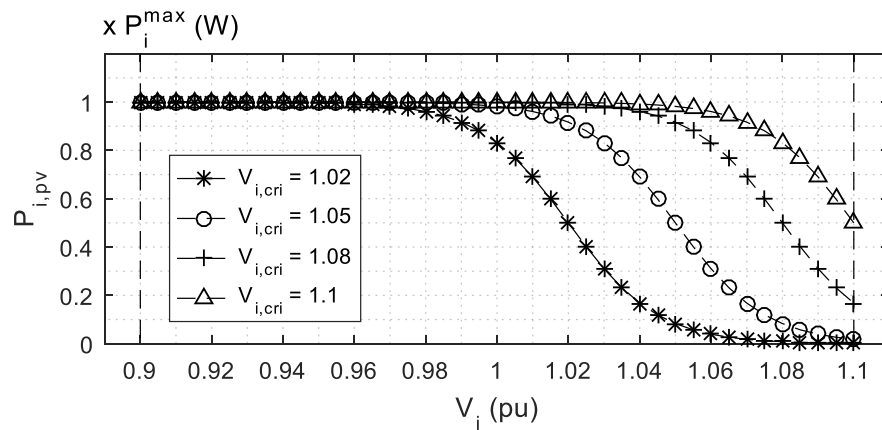 x P_i^max (W)
1
0.8
0.6
0.4
0.2
0
P_i,pv
V_i,cri = 1.02
V_i,cri = 1.05
V_i,cri = 1.08
V_i,cri = 1.1
0.9 0.92 0.94 0.96 0.98 1 1.02 1.04 1.06 1.08 1.1
V_i (pu)